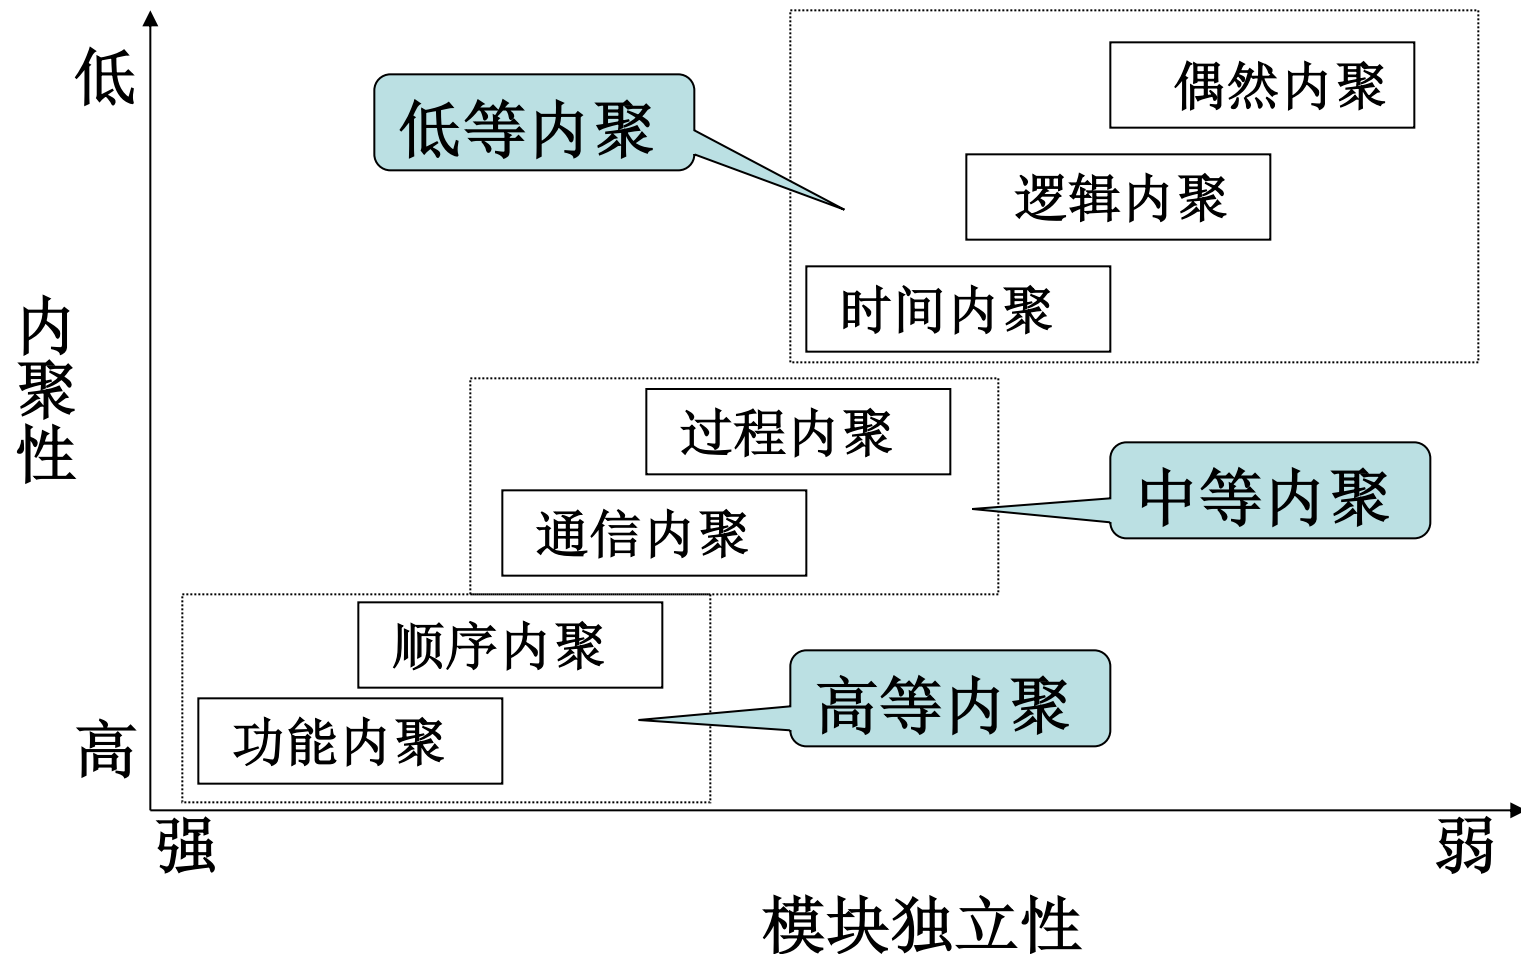 低
偶然内聚
低等内聚
逻辑内聚
时间内聚
内聚性
过程内聚
中等内聚
通信内聚
顺序内聚
高等内聚
功能内聚
高
强
弱
模块独立性